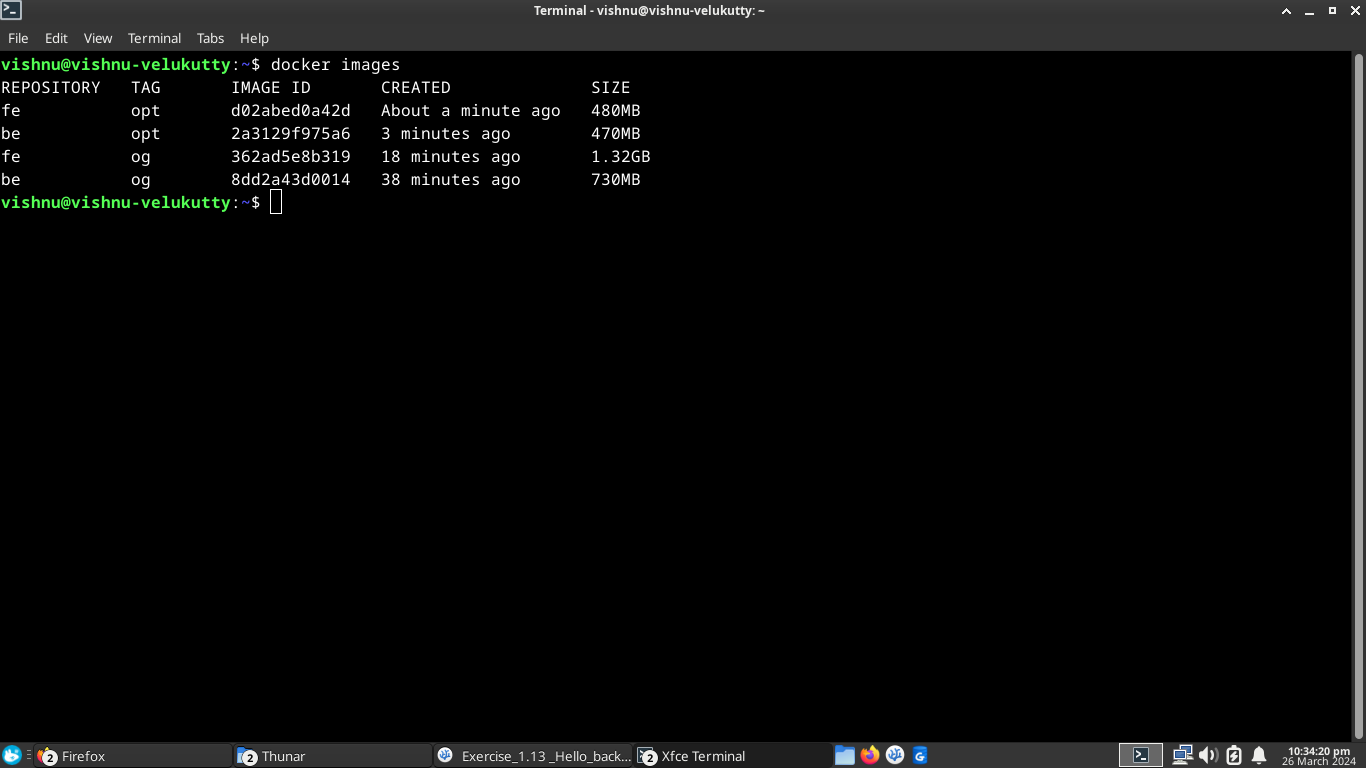 Terminal - vishnu@vishnu-velukutty: ~
File Edit View Terminal Tabs Help
vishnu@vishnu-velukutty:~$ docker images
REPOSITORY   TAG       IMAGE ID       CREATED              SIZE
fe           opt       d02abed0a42d   About a minute ago   480MB
be           opt       2a3129f975a6   3 minutes ago        470MB
fe           og        362ad5e8b319   18 minutes ago       1.32GB
be           og        8dd2a43d0014   38 minutes ago       730MB
vishnu@vishnu-velukutty:~$
2 Firefox 2 Thunar Exercise_1.13 _Hello_back... 2 Xfce Terminal 10:34:20 pm
26 March 2024